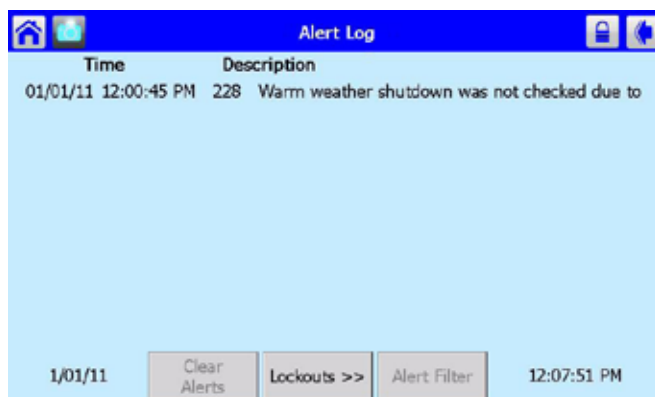 Alert Log
Time Description
01/01/11 12:00:45 PM 228 Warm weather shutdown was not checked due to
1/01/11 Clear Alerts Lockouts >> Alert Filter 12:07:51 PM